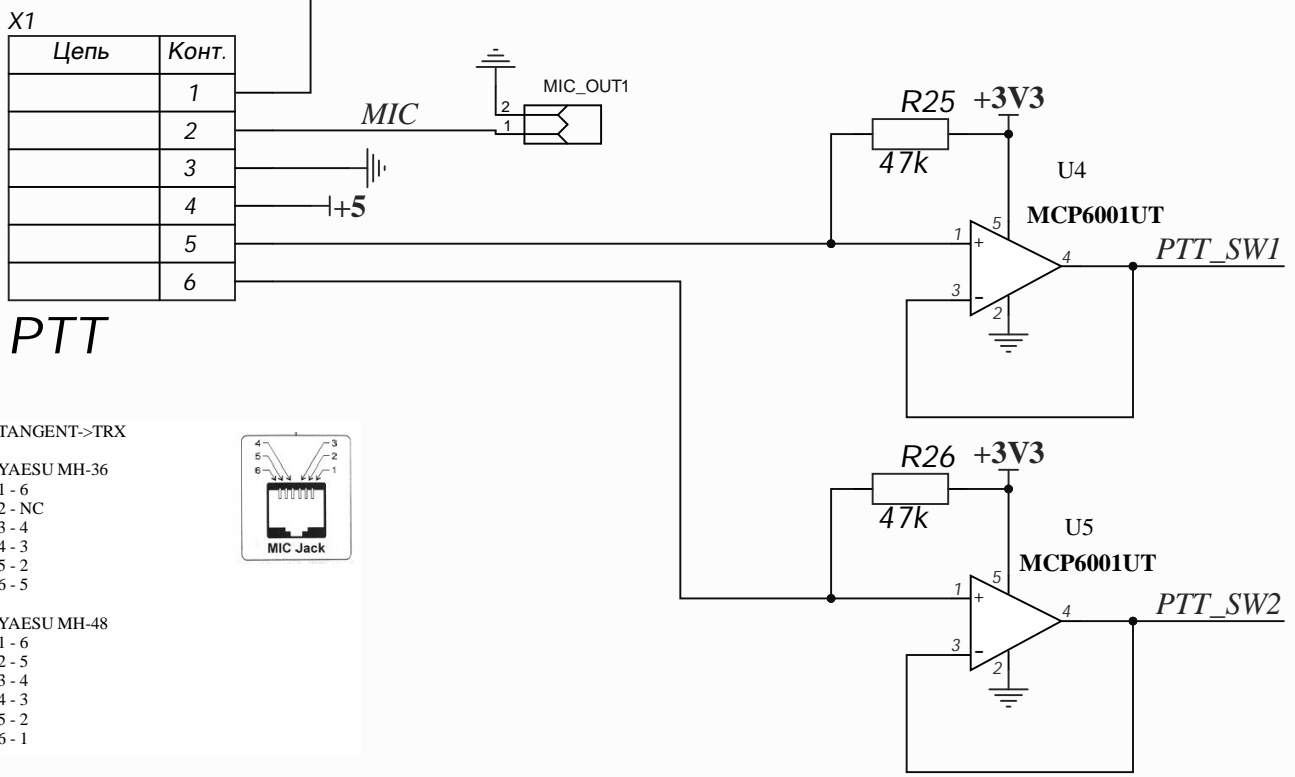 X1
Цепь Конт.
1
2
3
4
5
6
PTT
MIC
+5
MIC_OUT1
2
1
R25 +3V3
47k
U4
MCP6001UT
5
1
+
3
-
2
4
PTT_SW1
R26 +3V3
47k
U5
MCP6001UT
5
1
+
3
-
2
4
PTT_SW2
TANGENT->TRX
YAESU MH-36
1 - 6
2 - NC
3 - 4
4 - 3
5 - 2
6 - 5
YAESU MH-48
1 - 6
2 - 5
3 - 4
4 - 3
5 - 2
6 - 1
4 3
5 2
6 1
MIC Jack